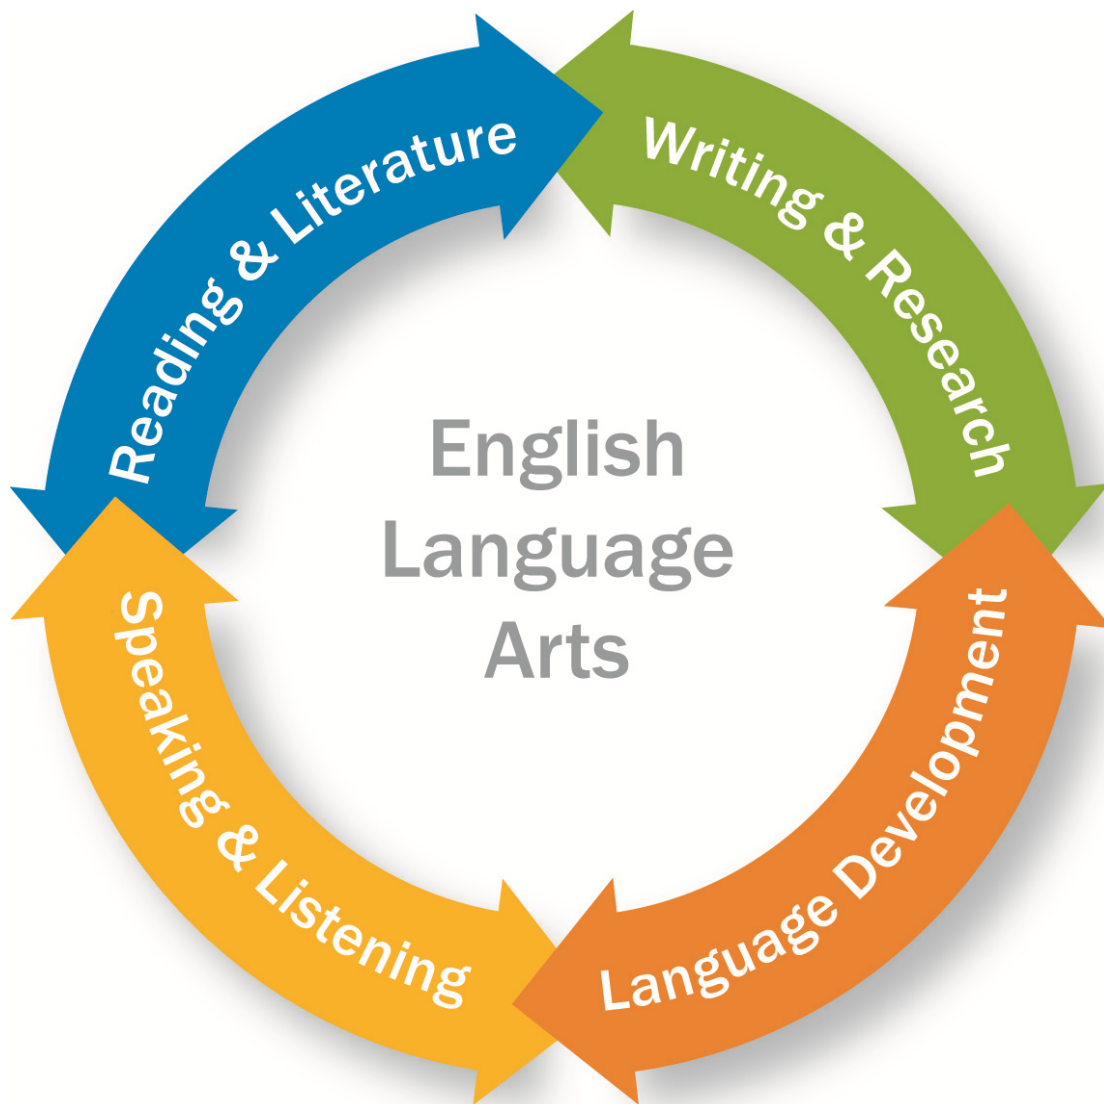 Reading & Literature
Writing & Research
English
Language
Arts
Speaking & Listening
Language Development